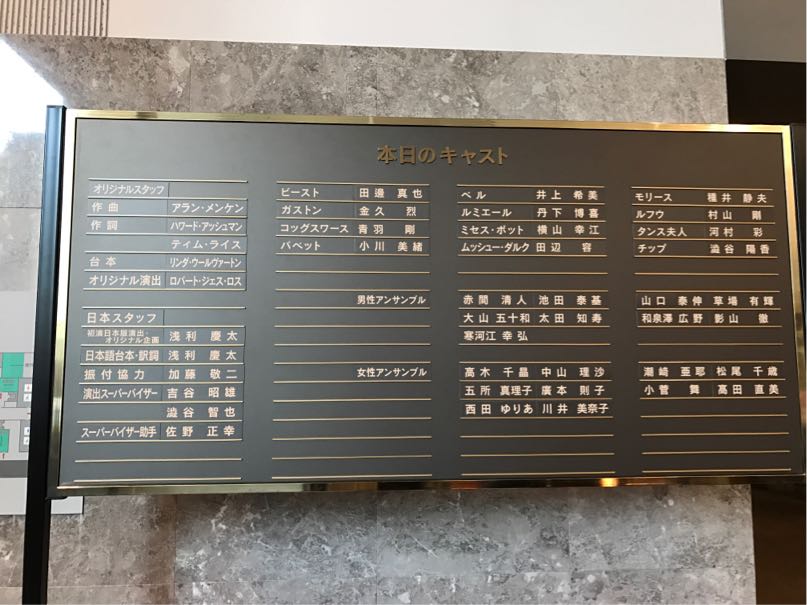 本日のキャスト
オリジナルスタッフ
作曲 アラン・メンケン
作詞 ハワード・アッシュマン
ティム・ライス
台本 リンダ・ウールヴァートン
オリジナル演出 ロバート・ジェス・ロス
日本スタッフ
初演日本版演出・オリジナル企画 浅利 慶太
日本語台本・訳詞 浅利 慶太
振付協力 加藤 敬二
演出スーパーバイザー 吉谷 昭雄
澁谷 智也
スーパーバイザー助手 佐野 正幸
ビースト 田邊 真也
ガストン 金久 烈
コッグスワース 青羽 剛
バベット 小川 美緒
ベル 井上 希美
ルミエール 丹下 博喜
ミセス・ポット 横山 幸江
ムッシュー・ダルク 田辺 容
モリース 種井 静夫
ルフウ 村山 剛
タンス夫人 河村 彩
チップ 澁谷 陽香
男性アンサンブル
赤間 清人 池田 泰基 山口 泰伸 草場 有輝
大山 五十和 太田 知寿 和泉澤 広野 影山 徹
寒河江 幸弘
女性アンサンブル
高木 千晶 中山 理沙 潮崎 亜耶 松尾 千歳
五所 真理子 廣本 則子 小菅 舞 高田 直美
西田 ゆりあ 川井 美奈子